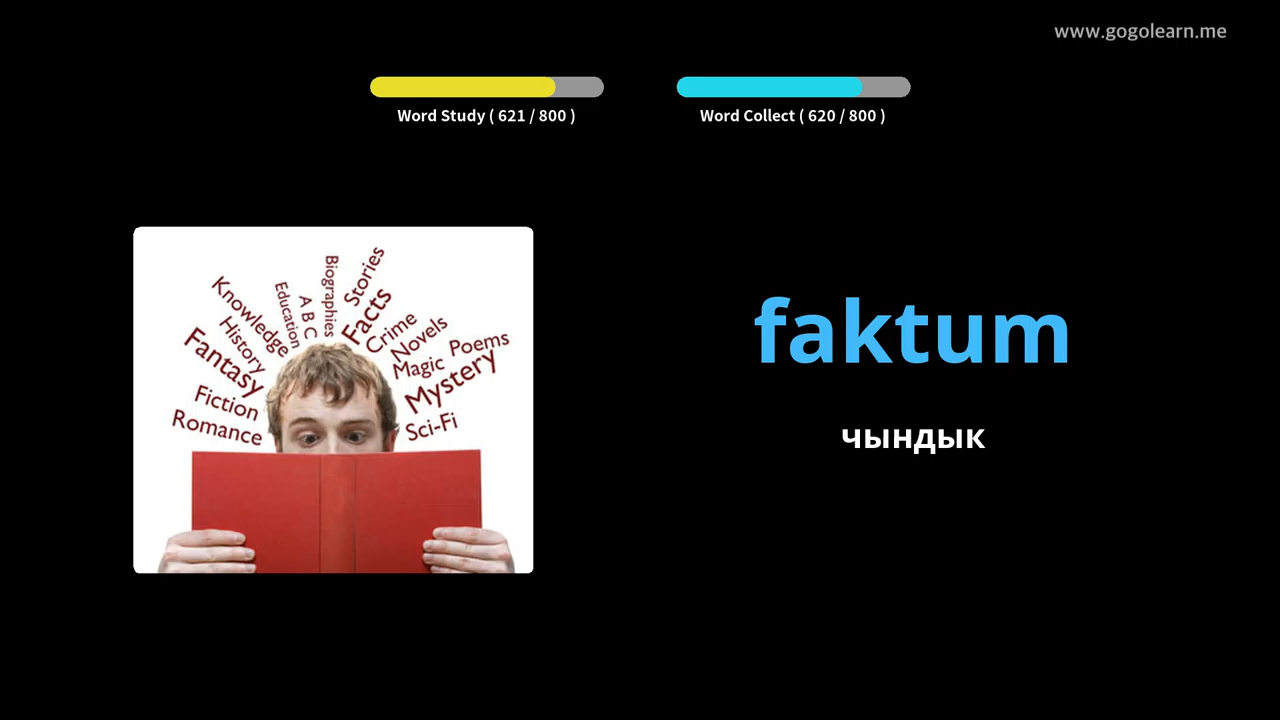 www.gogolearn.me
Word Study ( 621 / 800 )
Word Collect ( 620 / 800 )
Biographies
Stories
Education
A B C
Facts
Knowledge
Crime
History
Novels
Poems
Fantasy
Magic
Mystery
Fiction
Romance
Sci-Fi
faktum
чындык